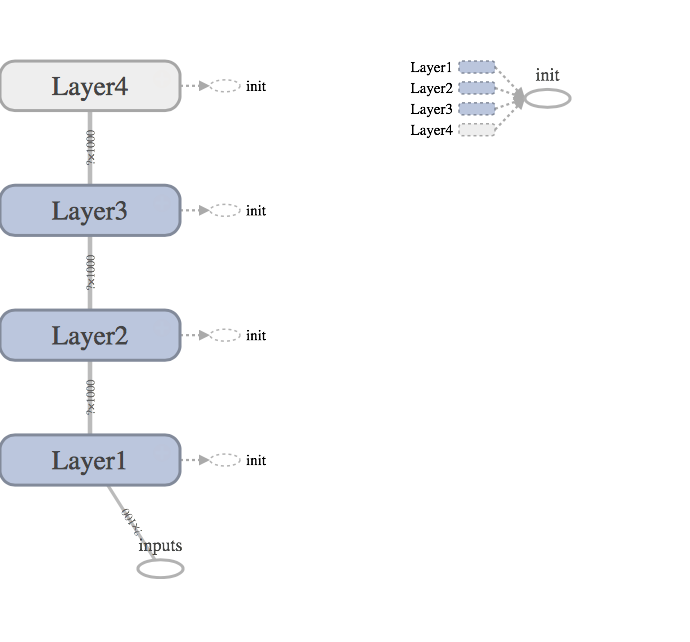 Layer4
init
?×1000
Layer3
init
?×1000
Layer2
init
?×1000
Layer1
init
?×100
inputs
Layer1
Layer2
Layer3
Layer4
init